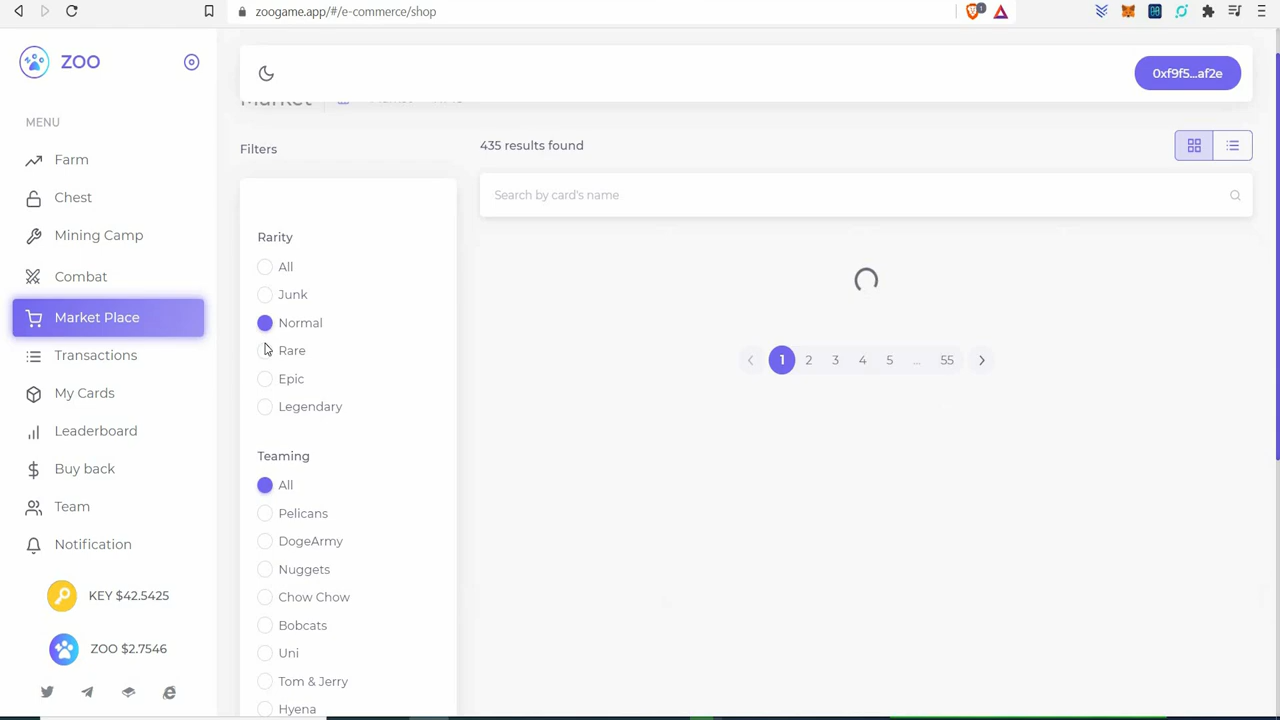 zoogame.app/#/e-commerce/shop
1
ZOO
0xf9f5...af2e
MENU
Farm
Chest
Mining Camp
Combat
Market Place
Transactions
My Cards
Leaderboard
Buy back
Team
Notification
KEY $42.5425
ZOO $2.7546
Market
Filters
Rarity
All
Junk
Normal
Rare
Epic
Legendary
Teaming
All
Pelicans
DogeArmy
Nuggets
Chow Chow
Bobcats
Uni
Tom & Jerry
Hyena
435 results found
Search by card's name
1 2 3 4 5 ... 55